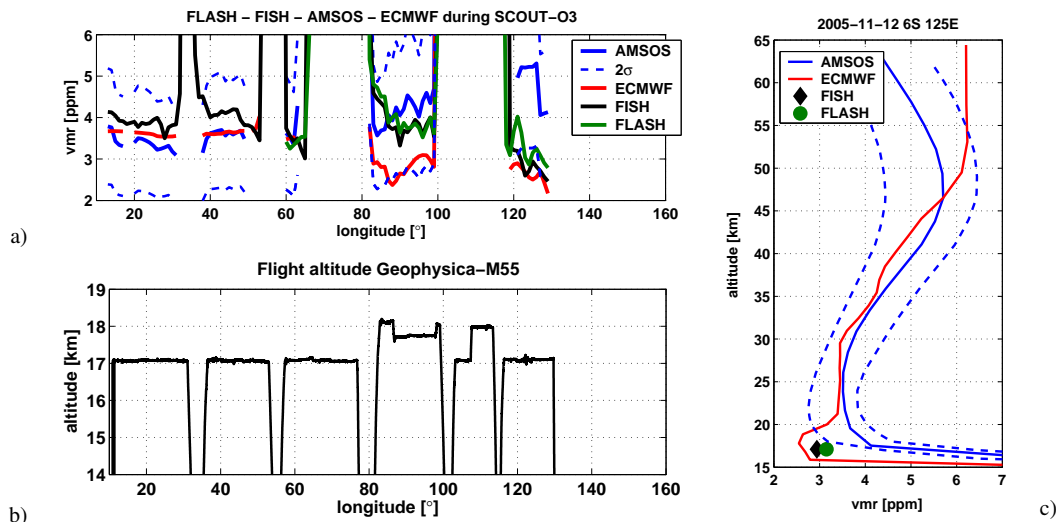 FLASH − FISH − AMSOS − ECMWF during SCOUT−O3
6
5
4
3
2
vmr [ppm]
20 40 60 80 100 120 140 160
longitude [°]
AMSOS
2σ
ECMWF
FISH
FLASH
a)
Flight altitude Geophysica−M55
19
18
17
16
15
14
altitude [km]
20 40 60 80 100 120 140 160
longitude [°]
b)
2005−11−12 6S 125E
65
60
55
50
45
40
35
30
25
20
15
altitude [km]
AMSOS
ECMWF
FISH
FLASH
2 3 4 5 6 7
vmr [ppm]
c)